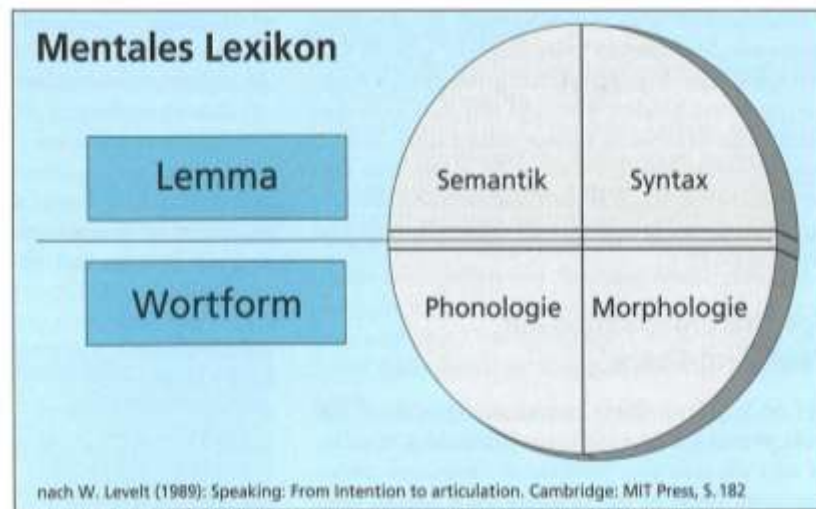 Mentales Lexikon
Lemma
Semantik Syntax
Wortform
Phonologie Morphologie
nach W. Levelt (1989): Speaking: From Intention to articulation. Cambridge: MIT Press, S. 182